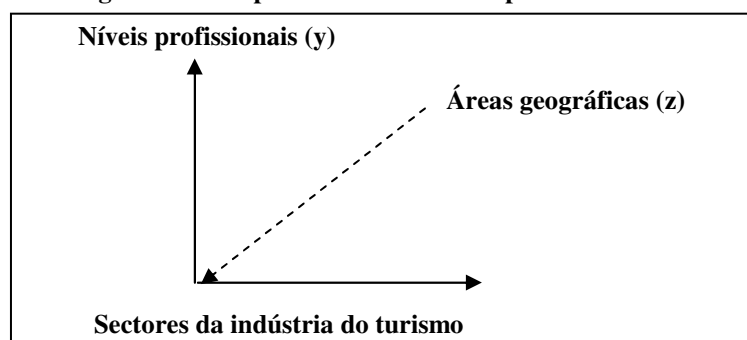 Níveis profissionais (y)
Áreas geográficas (z)
Sectores da indústria do turismo